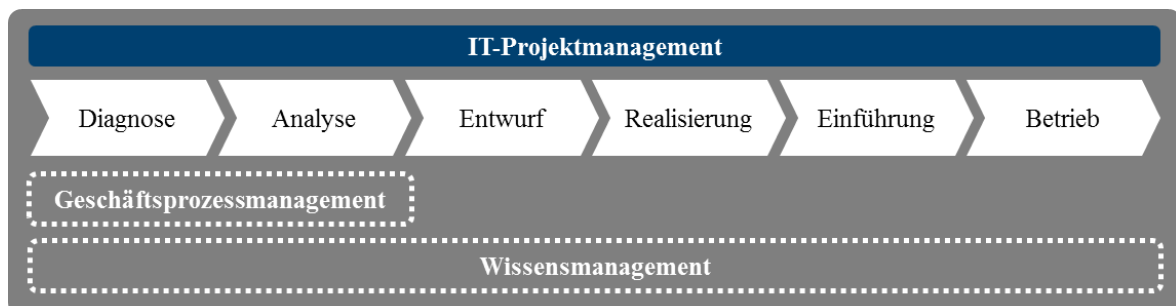 IT-Projektmanagement
Diagnose
Analyse
Entwurf
Realisierung
Einführung
Betrieb
Geschäftsprozessmanagement
Wissensmanagement